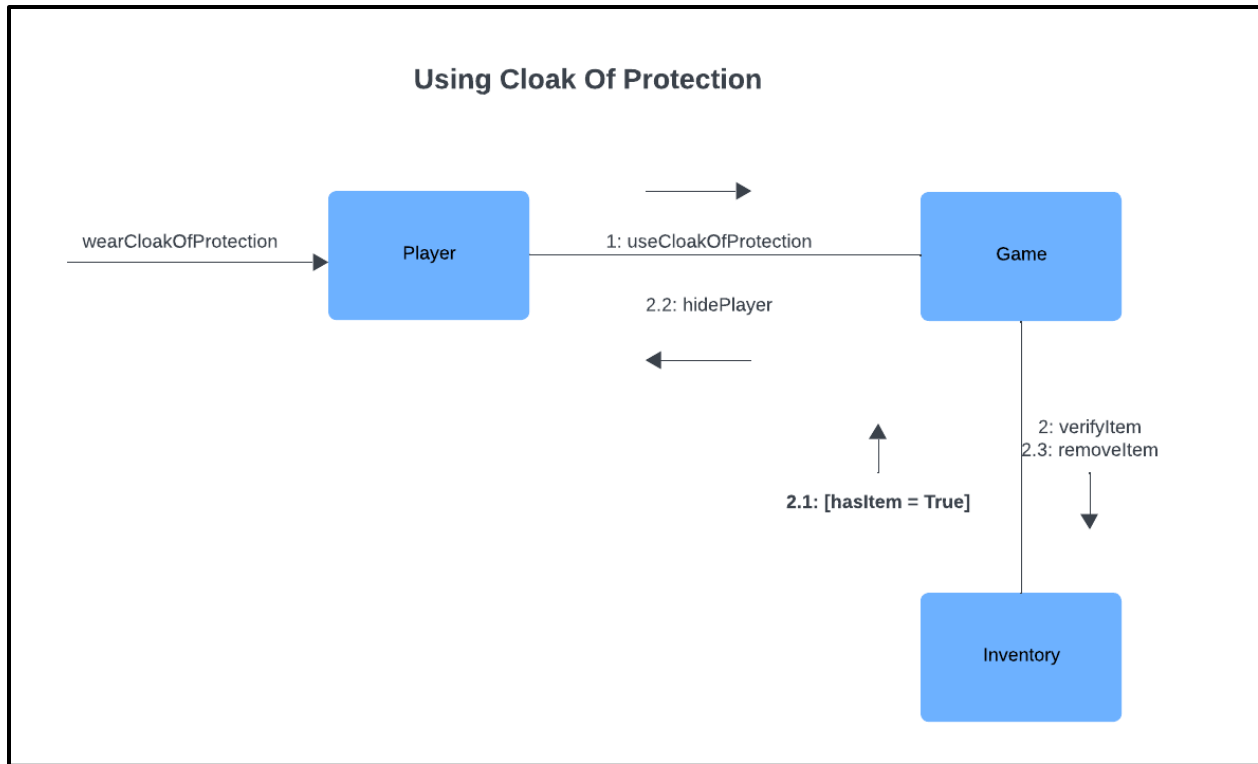 Using Cloak Of Protection
wearCloakOfProtection
Player
1: useCloakOfProtection
Game
2.2: hidePlayer
2: verifyItem
2.3: removeItem
2.1: [hasItem = True]
Inventory